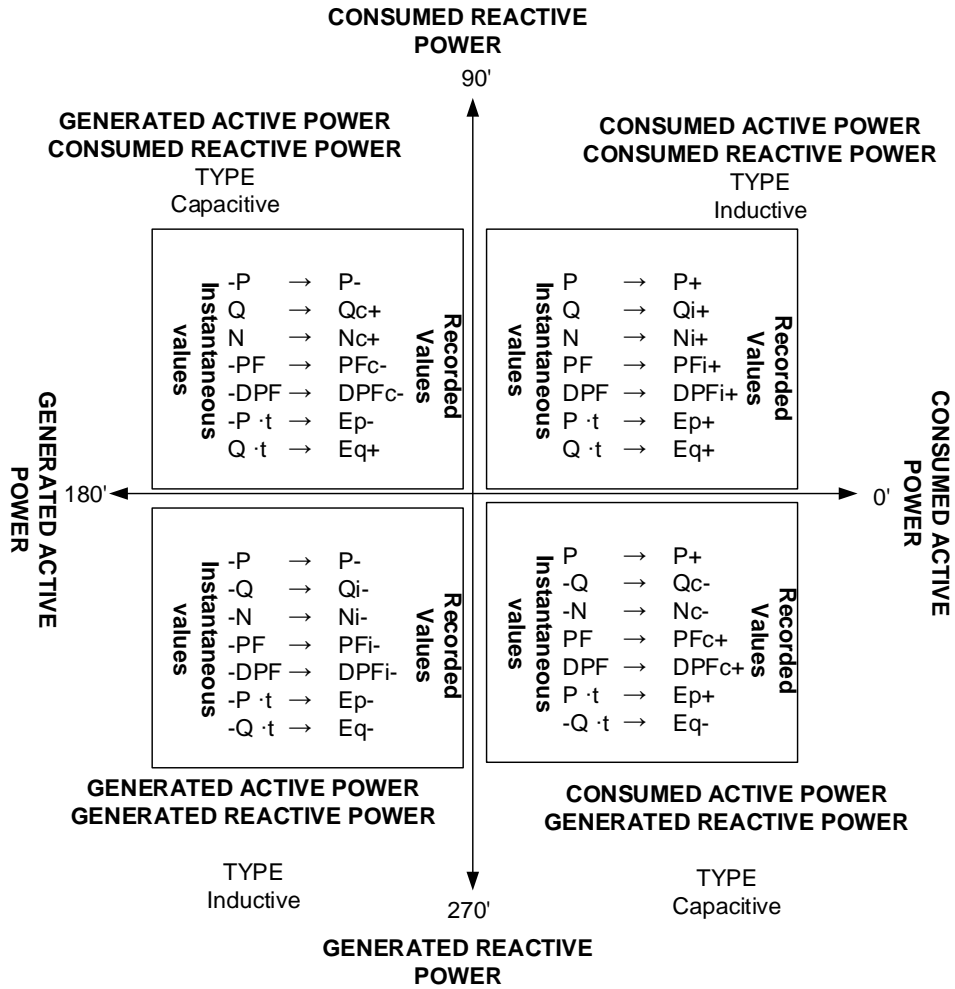 CONSUMED REACTIVE
POWER
90'
GENERATED ACTIVE POWER
CONSUMED REACTIVE POWER
TYPE
Capacitive
CONSUMED ACTIVE POWER
CONSUMED REACTIVE POWER
TYPE
Inductive
Instantaneous
values
-P → P-
Q → Qc+
N → Nc+
-PF → PFc-
-DPF → DPFc-
-P ·t → Ep-
Q ·t → Eq+
Recorded
Values
Instantaneous
values
P → P+
Q → Qi+
N → Ni+
PF → PFi+
DPF → DPFi+
P ·t → Ep+
Q ·t → Eq+
Recorded
Values
GENERATED ACTIVE
POWER
180'
0'
CONSUMED ACTIVE
POWER
Instantaneous
values
-P → P-
-Q → Qi-
-N → Ni-
-PF → PFi-
-DPF → DPFi-
-P ·t → Ep-
-Q ·t → Eq-
Recorded
Values
Instantaneous
values
P → P+
-Q → Qc-
-N → Nc-
PF → PFc+
DPF → DPFc+
P ·t → Ep+
-Q ·t → Eq-
Recorded
Values
GENERATED ACTIVE POWER
GENERATED REACTIVE POWER
TYPE
Inductive
CONSUMED ACTIVE POWER
GENERATED REACTIVE POWER
TYPE
Capacitive
270'
GENERATED REACTIVE
POWER